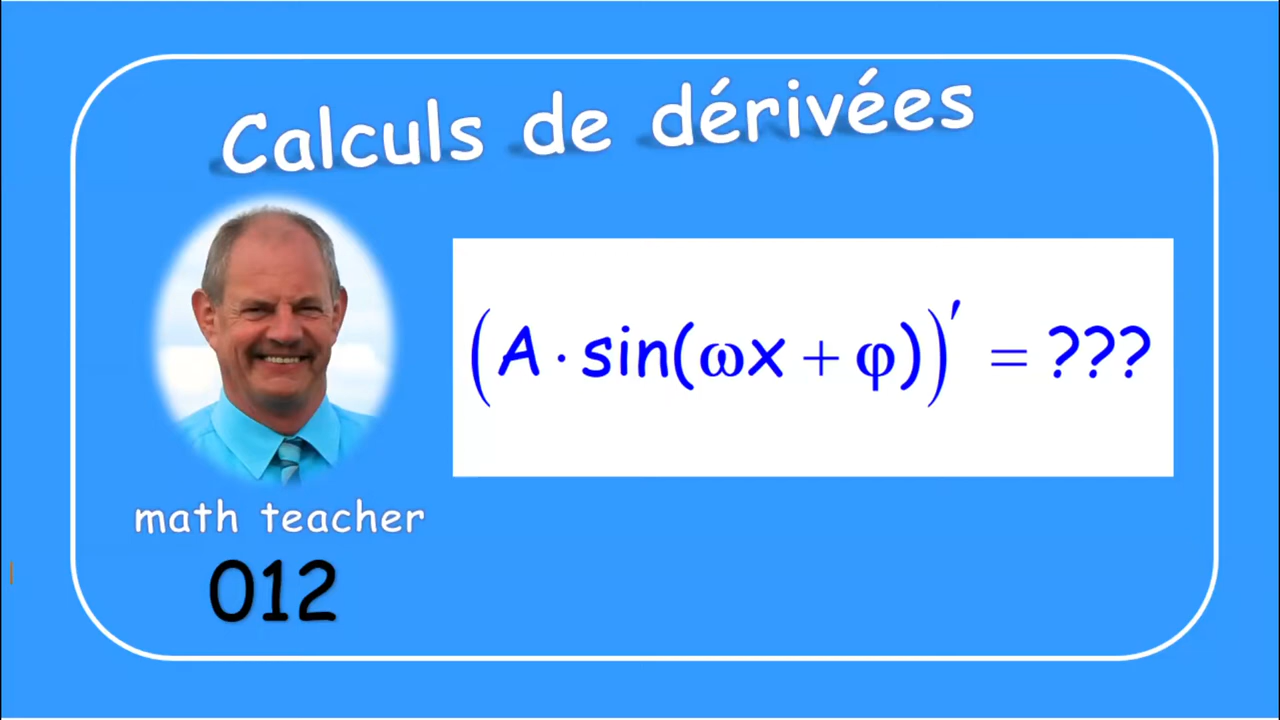 Calculs de dérivées
(A · sin(ωx + φ))′ = ???
math teacher
012